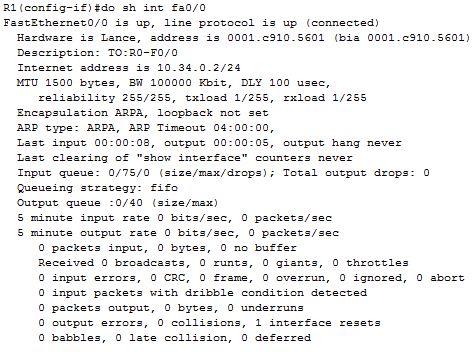 R1(config-if)#do sh int fa0/0
FastEthernet0/0 is up, line protocol is up (connected)
  Hardware is Lance, address is 0001.c910.5601 (bia 0001.c910.5601)
  Description: TO:R0-F0/0
  Internet address is 10.34.0.2/24
  MTU 1500 bytes, BW 100000 Kbit, DLY 100 usec,
     reliability 255/255, txload 1/255, rxload 1/255
  Encapsulation ARPA, loopback not set
  ARP type: ARPA, ARP Timeout 04:00:00,
  Last input 00:00:08, output 00:00:05, output hang never
  Last clearing of "show interface" counters never
  Input queue: 0/75/0 (size/max/drops); Total output drops: 0
  Queueing strategy: fifo
  Output queue :0/40 (size/max)
  5 minute input rate 0 bits/sec, 0 packets/sec
  5 minute output rate 0 bits/sec, 0 packets/sec
     0 packets input, 0 bytes, 0 no buffer
     Received 0 broadcasts, 0 runts, 0 giants, 0 throttles
     0 input errors, 0 CRC, 0 frame, 0 overrun, 0 ignored, 0 abort
     0 input packets with dribble condition detected
     0 packets output, 0 bytes, 0 underruns
     0 output errors, 0 collisions, 1 interface resets
     0 babbles, 0 late collision, 0 deferred